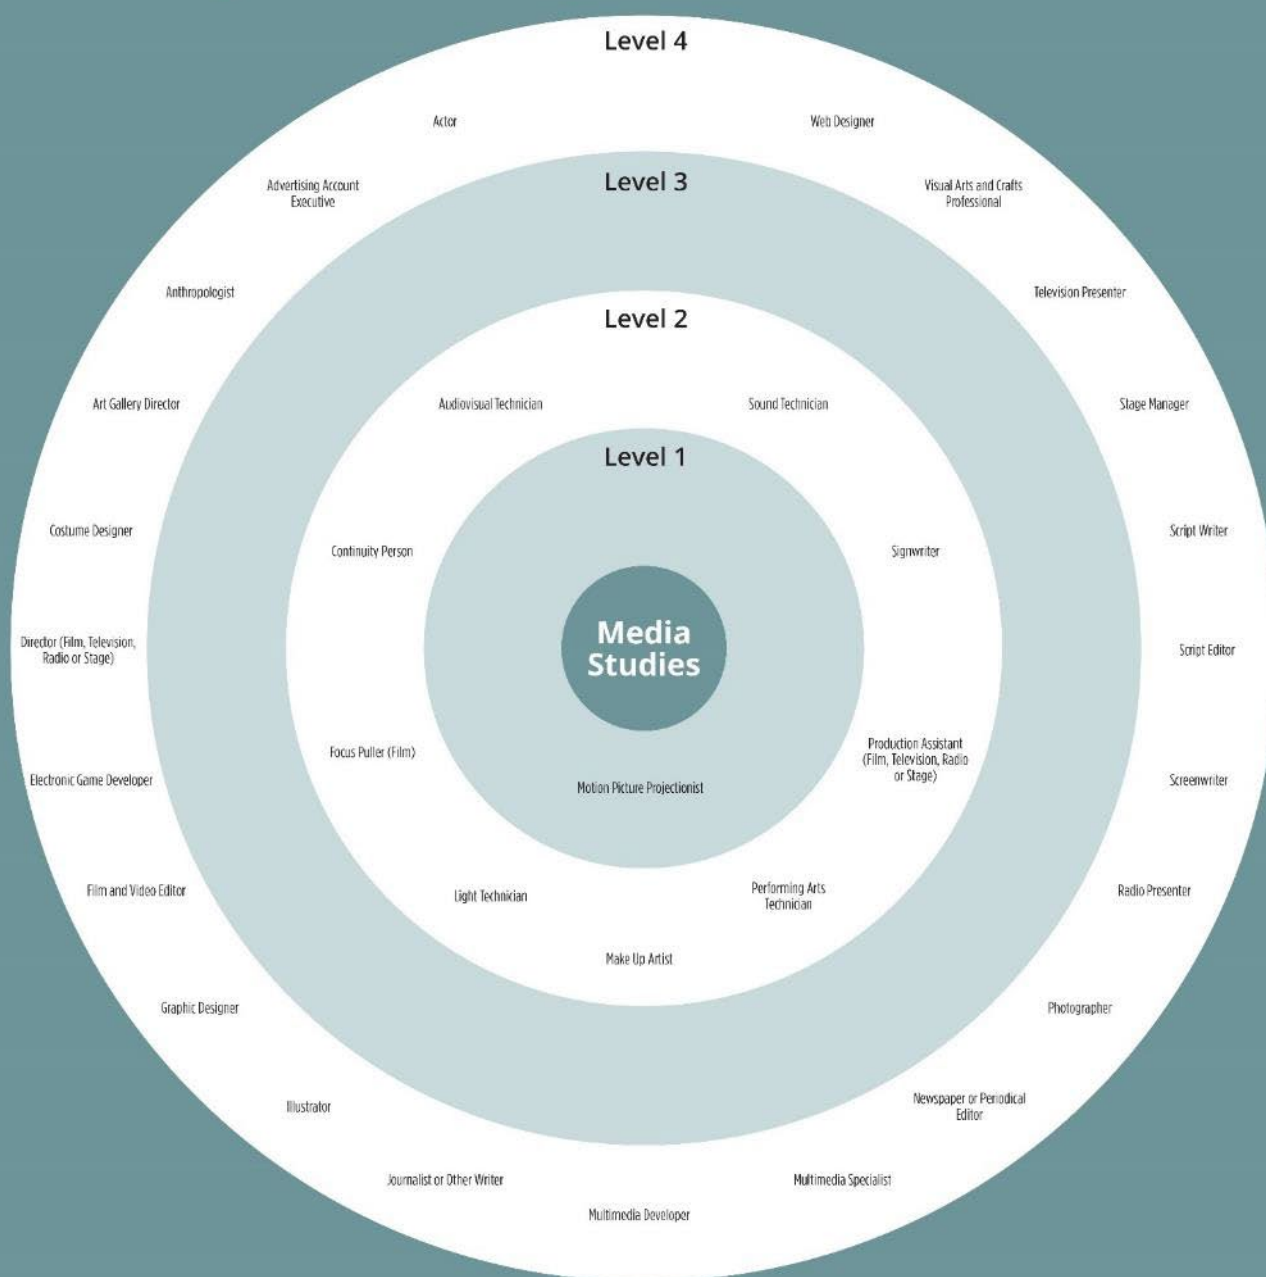 Level 4
Actor
Web Designer
Advertising Account
Executive
Visual Arts and Crafts
Professional
Anthropologist
Television Presenter
Art Gallery Director
Stage Manager
Costume Designer
Script Writer
Director (Film, Television,
Radio or Stage)
Script Editor
Electronic Game Developer
Screenwriter
Film and Video Editor
Radio Presenter
Graphic Designer
Photographer
Illustrator
Newspaper or Periodical
Editor
Journalist or Other Writer
Multimedia Specialist
Multimedia Developer
Level 3
Level 2
Audiovisual Technician
Sound Technician
Continuity Person
Signwriter
Focus Puller (Film)
Production Assistant
(Film, Television, Radio
or Stage)
Light Technician
Performing Arts
Technician
Make Up Artist
Level 1
Media
Studies
Motion Picture Projectionist